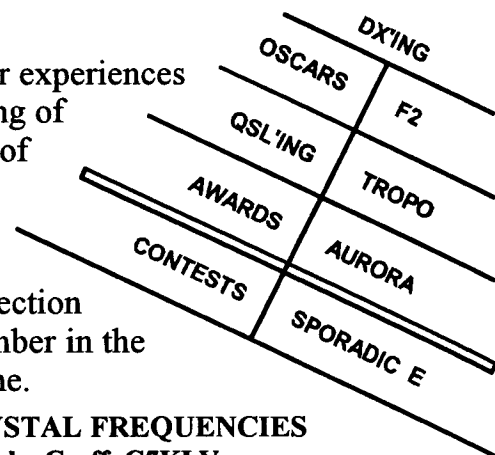 DX'ING
OSCARS F2
QSL'ING TROPO
AWARDS AURORA
CONTESTS SPORADIC E
r experiences
ng of
of
ection
nber in the
ne.
YSTAL FREQUENCIES